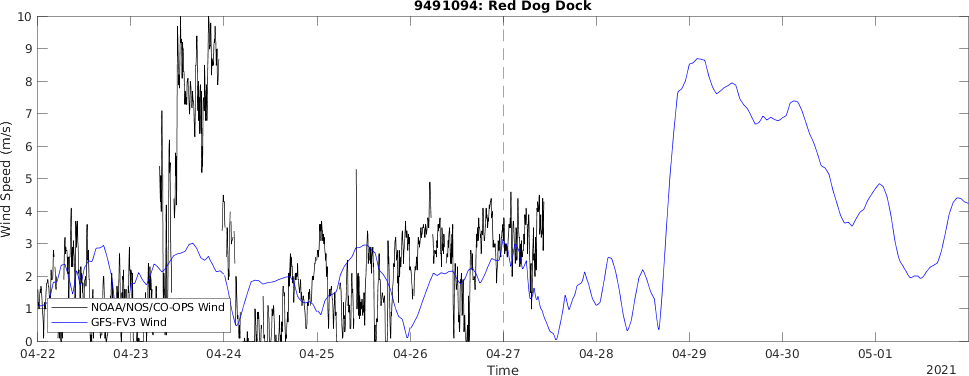 9491094: Red Dog Dock
Wind Speed (m/s)
10
9
8
7
6
5
4
3
2
1
0
NOAA/NOS/CO-OPS Wind
GFS-FV3 Wind
04-22 04-23 04-24 04-25 04-26 04-27 04-28 04-29 04-30 05-01
Time
2021